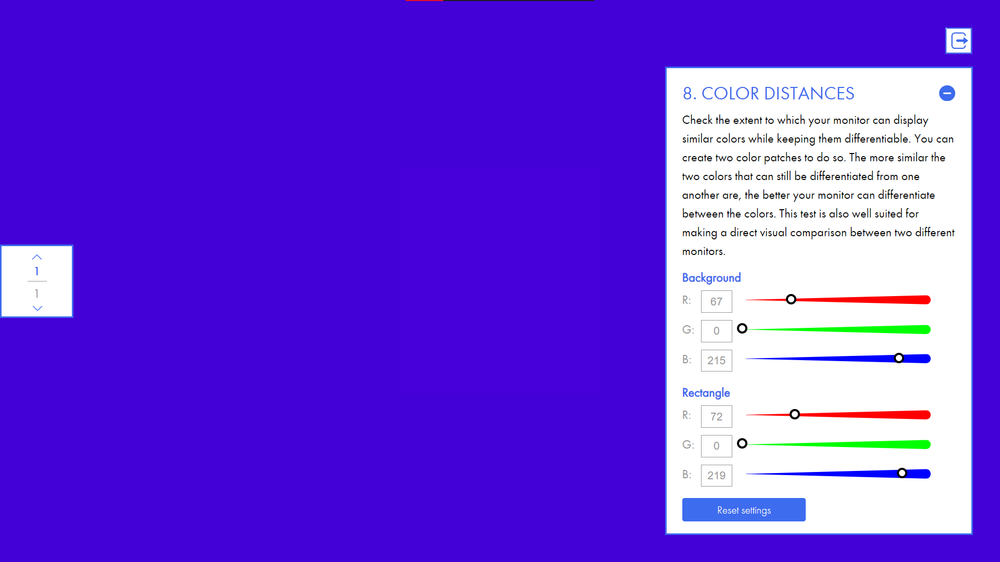 8. COLOR DISTANCES
Check the extent to which your monitor can display
similar colors while keeping them differentiable. You can
create two color patches to do so. The more similar the
two colors that can still be differentiated from one
another are, the better your monitor can differentiate
between the colors. This test is also well suited for
making a direct visual comparison between two different
monitors.
1
1
Background
R: 67
G: 0
B: 215
Rectangle
R: 72
G: 0
B: 219
Reset settings